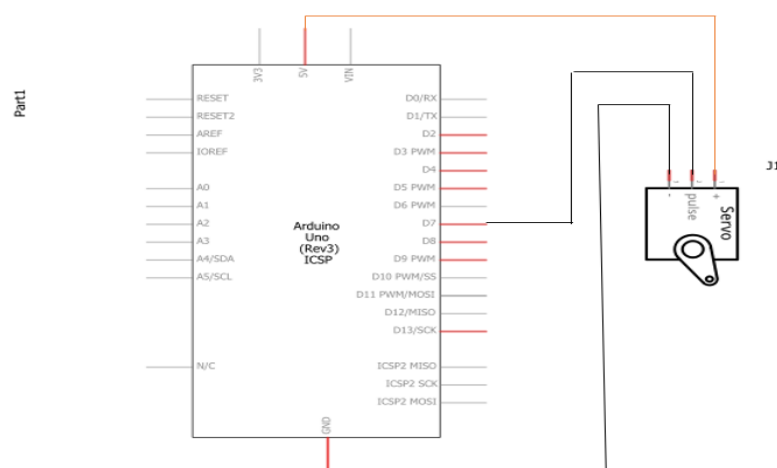 Part1
3V3
5V
VIN
RESET
RESET2
AREF
IOREF
A0
A1
A2
A3
A4/SDA
A5/SCL
N/C
Arduino
Uno
(Rev3)
ICSP
D0/RX
D1/TX
D2
D3 PWM
D4
D5 PWM
D6 PWM
D7
D8
D9 PWM
D10 PWM/SS
D11 PWM/MOSI
D12/MISO
D13/SCK
ICSP2 MISO
ICSP2 SCK
ICSP2 MOSI
GND
J1
-
pulse
+
Servo